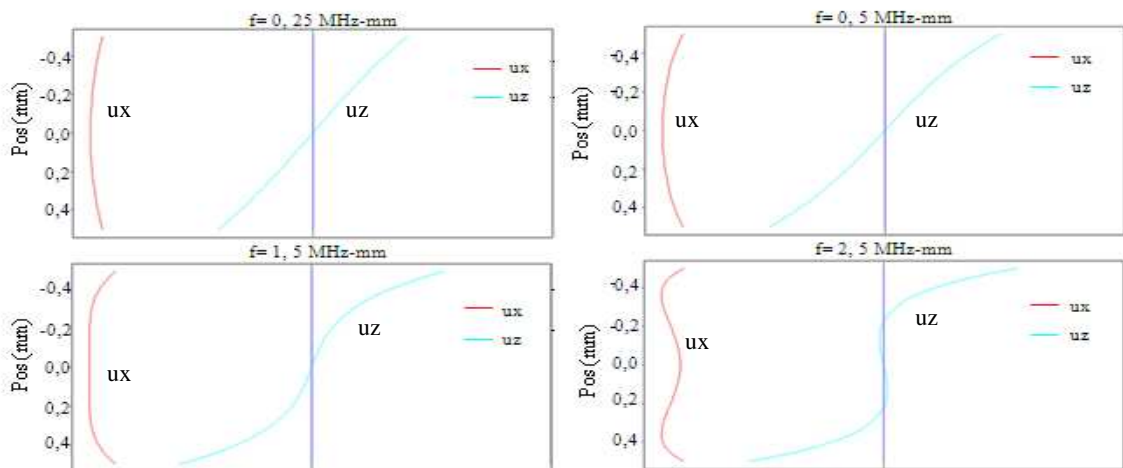 f= 0, 25 MHz-mm
Pos(mm)
-0,4
-0,2
0,0
0,2
0,4
ux
uz
ux
uz
f= 0, 5 MHz-mm
Pos(mm)
-0,4
-0,2
0,0
0,2
0,4
ux
uz
ux
uz
f= 1, 5 MHz-mm
Pos(mm)
-0,4
-0,2
0,0
0,2
0,4
ux
uz
ux
uz
f= 2, 5 MHz-mm
Pos(mm)
-0,4
-0,2
0,0
0,2
0,4
ux
uz
ux
uz